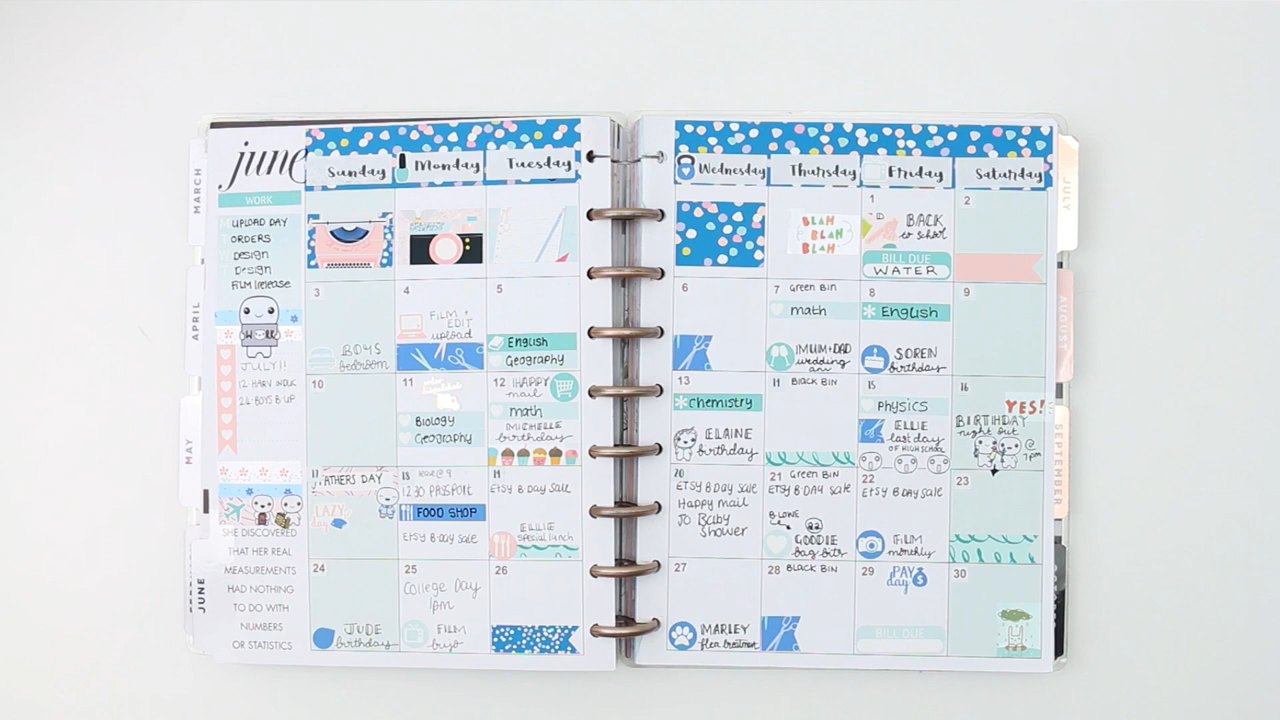 june
Sunday
Monday
Tuesday
Wednesday
Thursday
Friday
Saturday
MARCH
APRIL
MAY
JUNE
JULY
AUGUST
SEPTEMBER
WORK
UPLOAD DAY
ORDERS
Design
Design
FILM release
WORK
JULY!!
SHE DISCOVERED
THAT HER REAL
MEASUREMENTS
HAD NOTHING
TO DO WITH
NUMBERS
OR STATISTICS
BLAH
BLAH
BLAH
1
BACK
to school
BILL DUE
WATER
2
3
BOYS
bedroom
4
FILM +
EDIT
upload
5
English
Geography
6
7 Green BIN
math
MUM+DAD
wedding
ann
8
English
SOREN
birthday
9
10
11
Biology
Geography
12 HAPPY
mail
math
MICHELLE
birthday
13
chemistry
ELAINE
birthday
14 BLACK BIN
15
physics
ELLIE
last day
OF HIGH SCHOOL
16
YES!
BIRTHDAY
night out
@
7pm
17
FATHERS DAY
LAZY
day
18
12:30 PASSPORT
FOOD SHOP
ETSY B.DAY Sale
19
ETSY B.DAY Sale
ELLIE
special lunch
20
ETSY B.DAY Sale
Happy mail
Jo Baby
Shower
21 Green BIN
ETSY B.DAY Sale
GOODIE
bag bits
22
ETSY B.DAY Sale
FILM
monthly
23
24
JUDE
birthday
25
College Day
1pm
FILM
bujo
26
27
MARLEY
flea treatment
28 BLACK BIN
29
PAY
day
BILL DUE
30